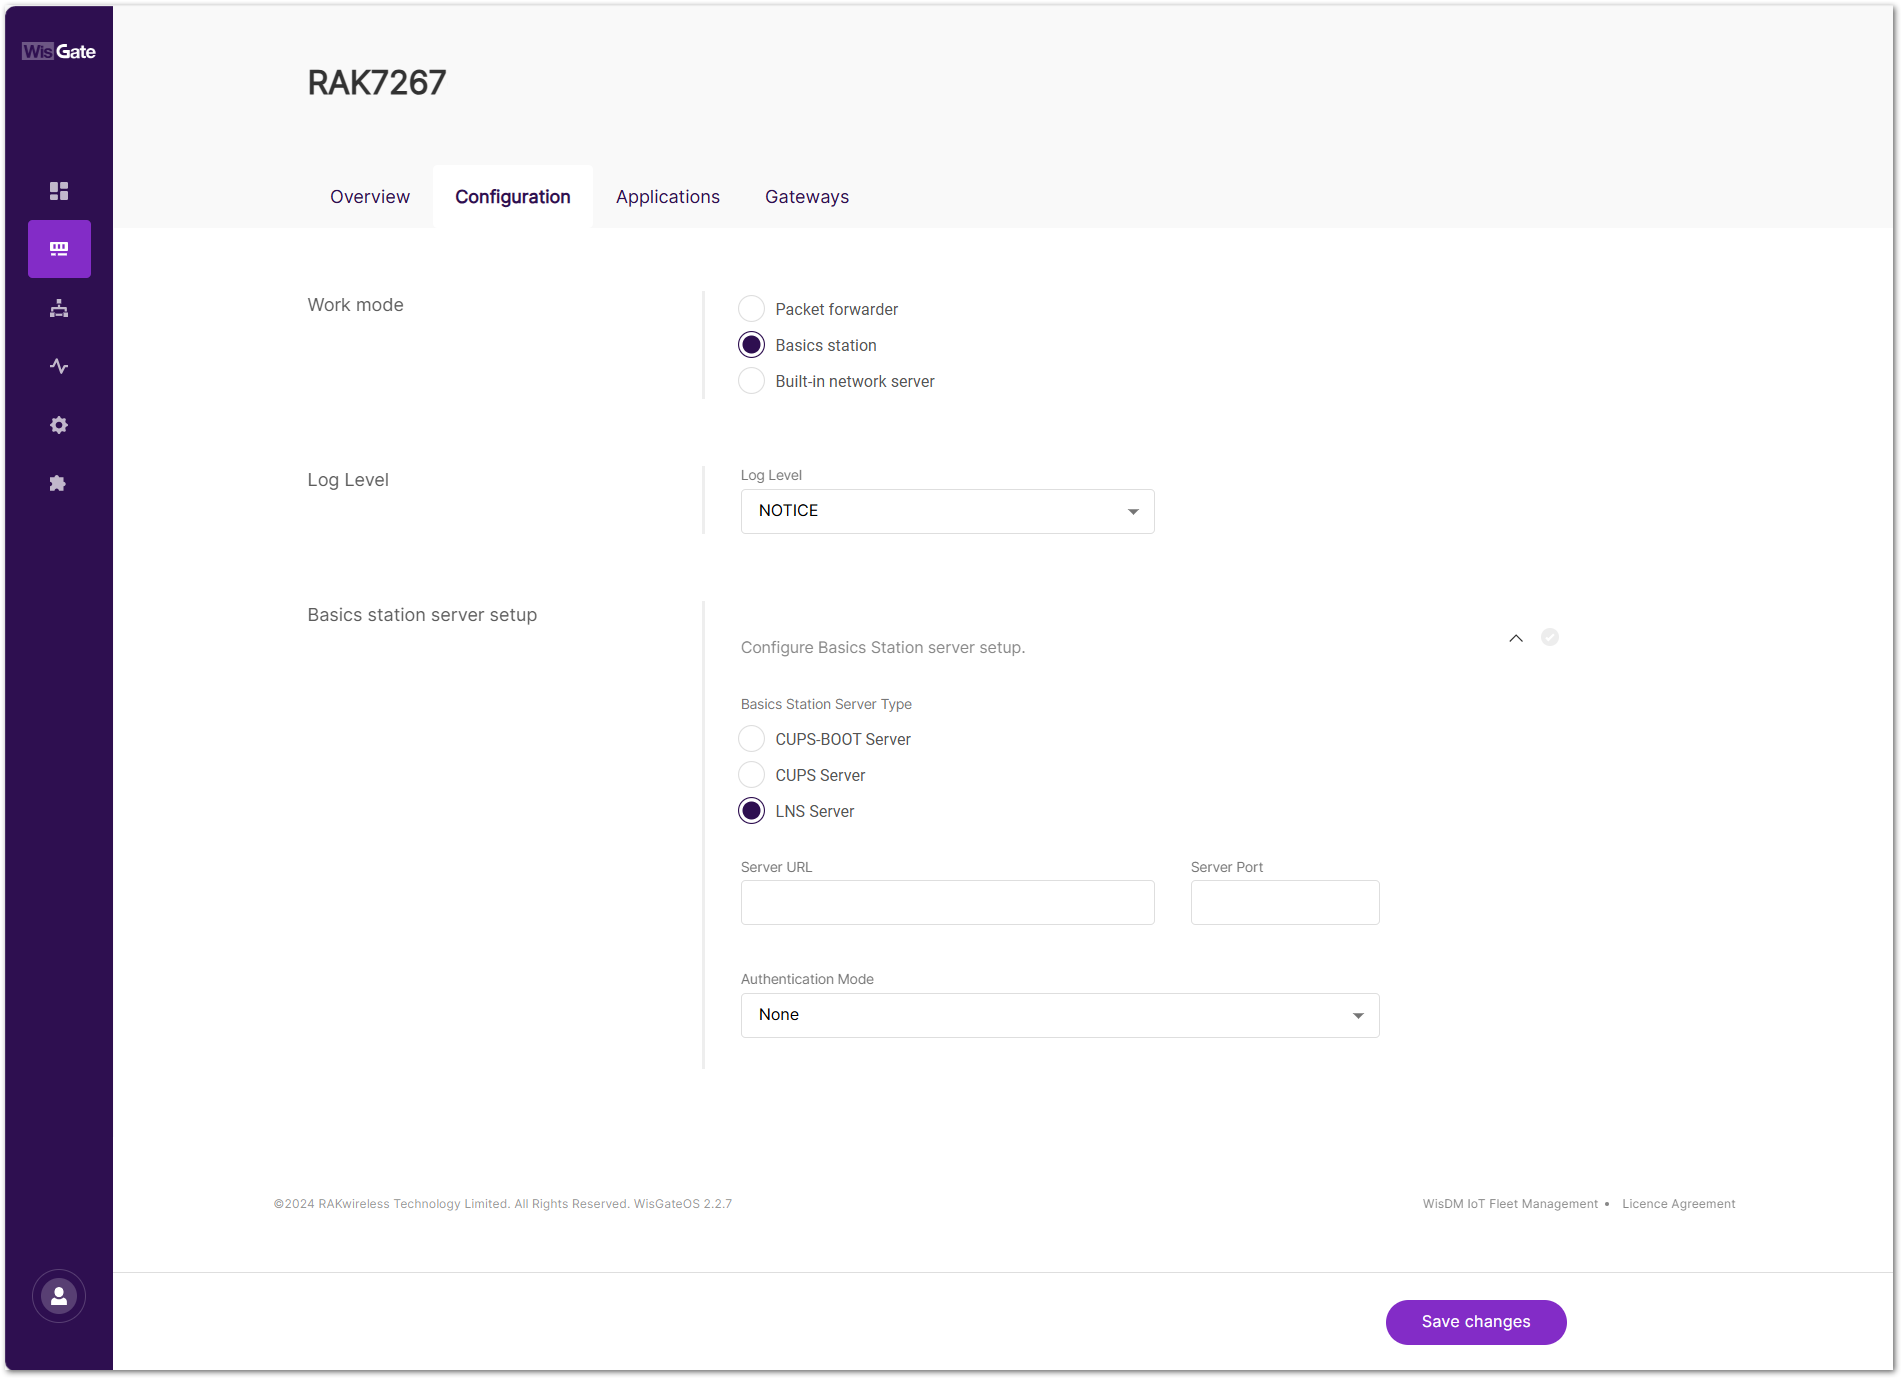 WisGate
RAK7267
Overview Configuration Applications Gateways
Work mode
Packet forwarder
Basics station
Built-in network server
Log Level
Log Level
NOTICE
Basics station server setup
Configure Basics Station server setup.
Basics Station Server Type
CUPS-BOOT Server
CUPS Server
LNS Server
Server URL Server Port
Authentication Mode
None
©2024 RAKwireless Technology Limited. All Rights Reserved. WisGateOS 2.2.7
WisDM IoT Fleet Management • Licence Agreement
Save changes